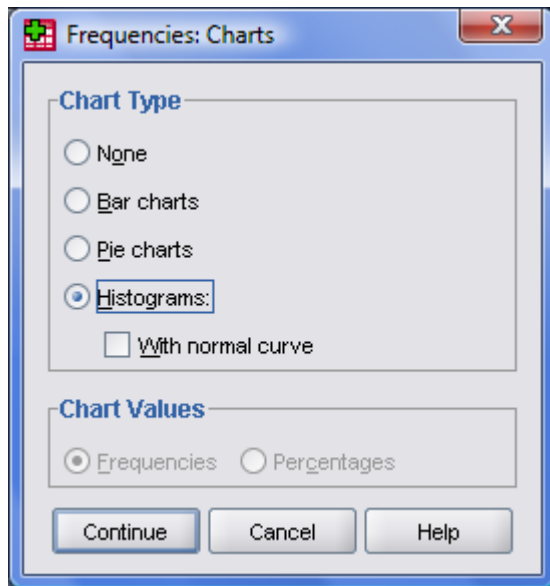 Frequencies: Charts
Chart Type
None
Bar charts
Pie charts
Histograms:
With normal curve
Chart Values
Frequencies Percentages
Continue Cancel Help